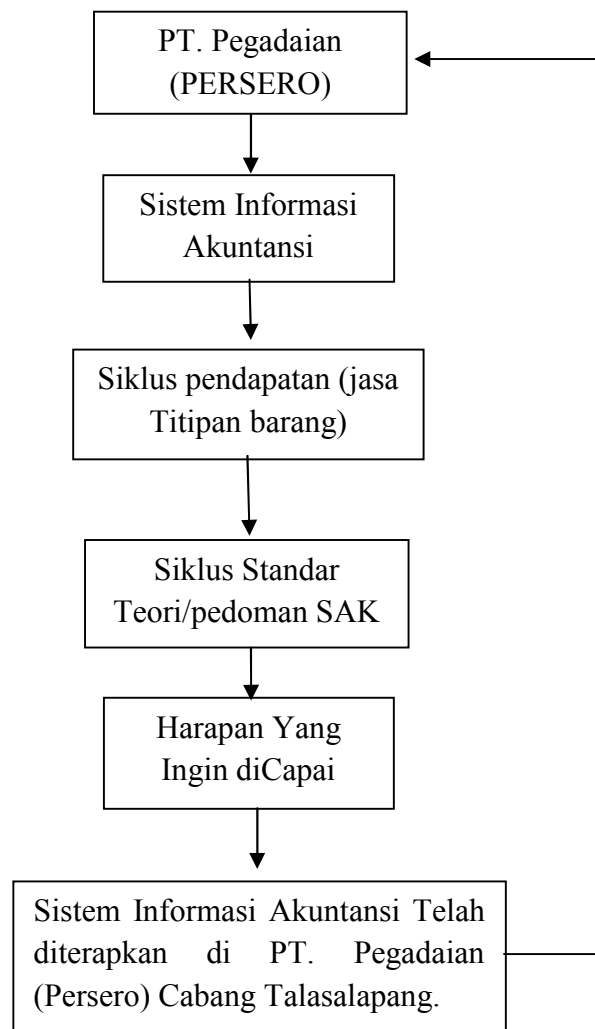 PT. Pegadaian
(PERSERO)
Sistem Informasi
Akuntansi
Siklus pendapatan (jasa
Titipan barang)
Siklus Standar
Teori/pedoman SAK
Harapan Yang
Ingin diCapai
Sistem Informasi Akuntansi Telah
diterapkan di PT. Pegadaian
(Persero) Cabang Talasalapang.